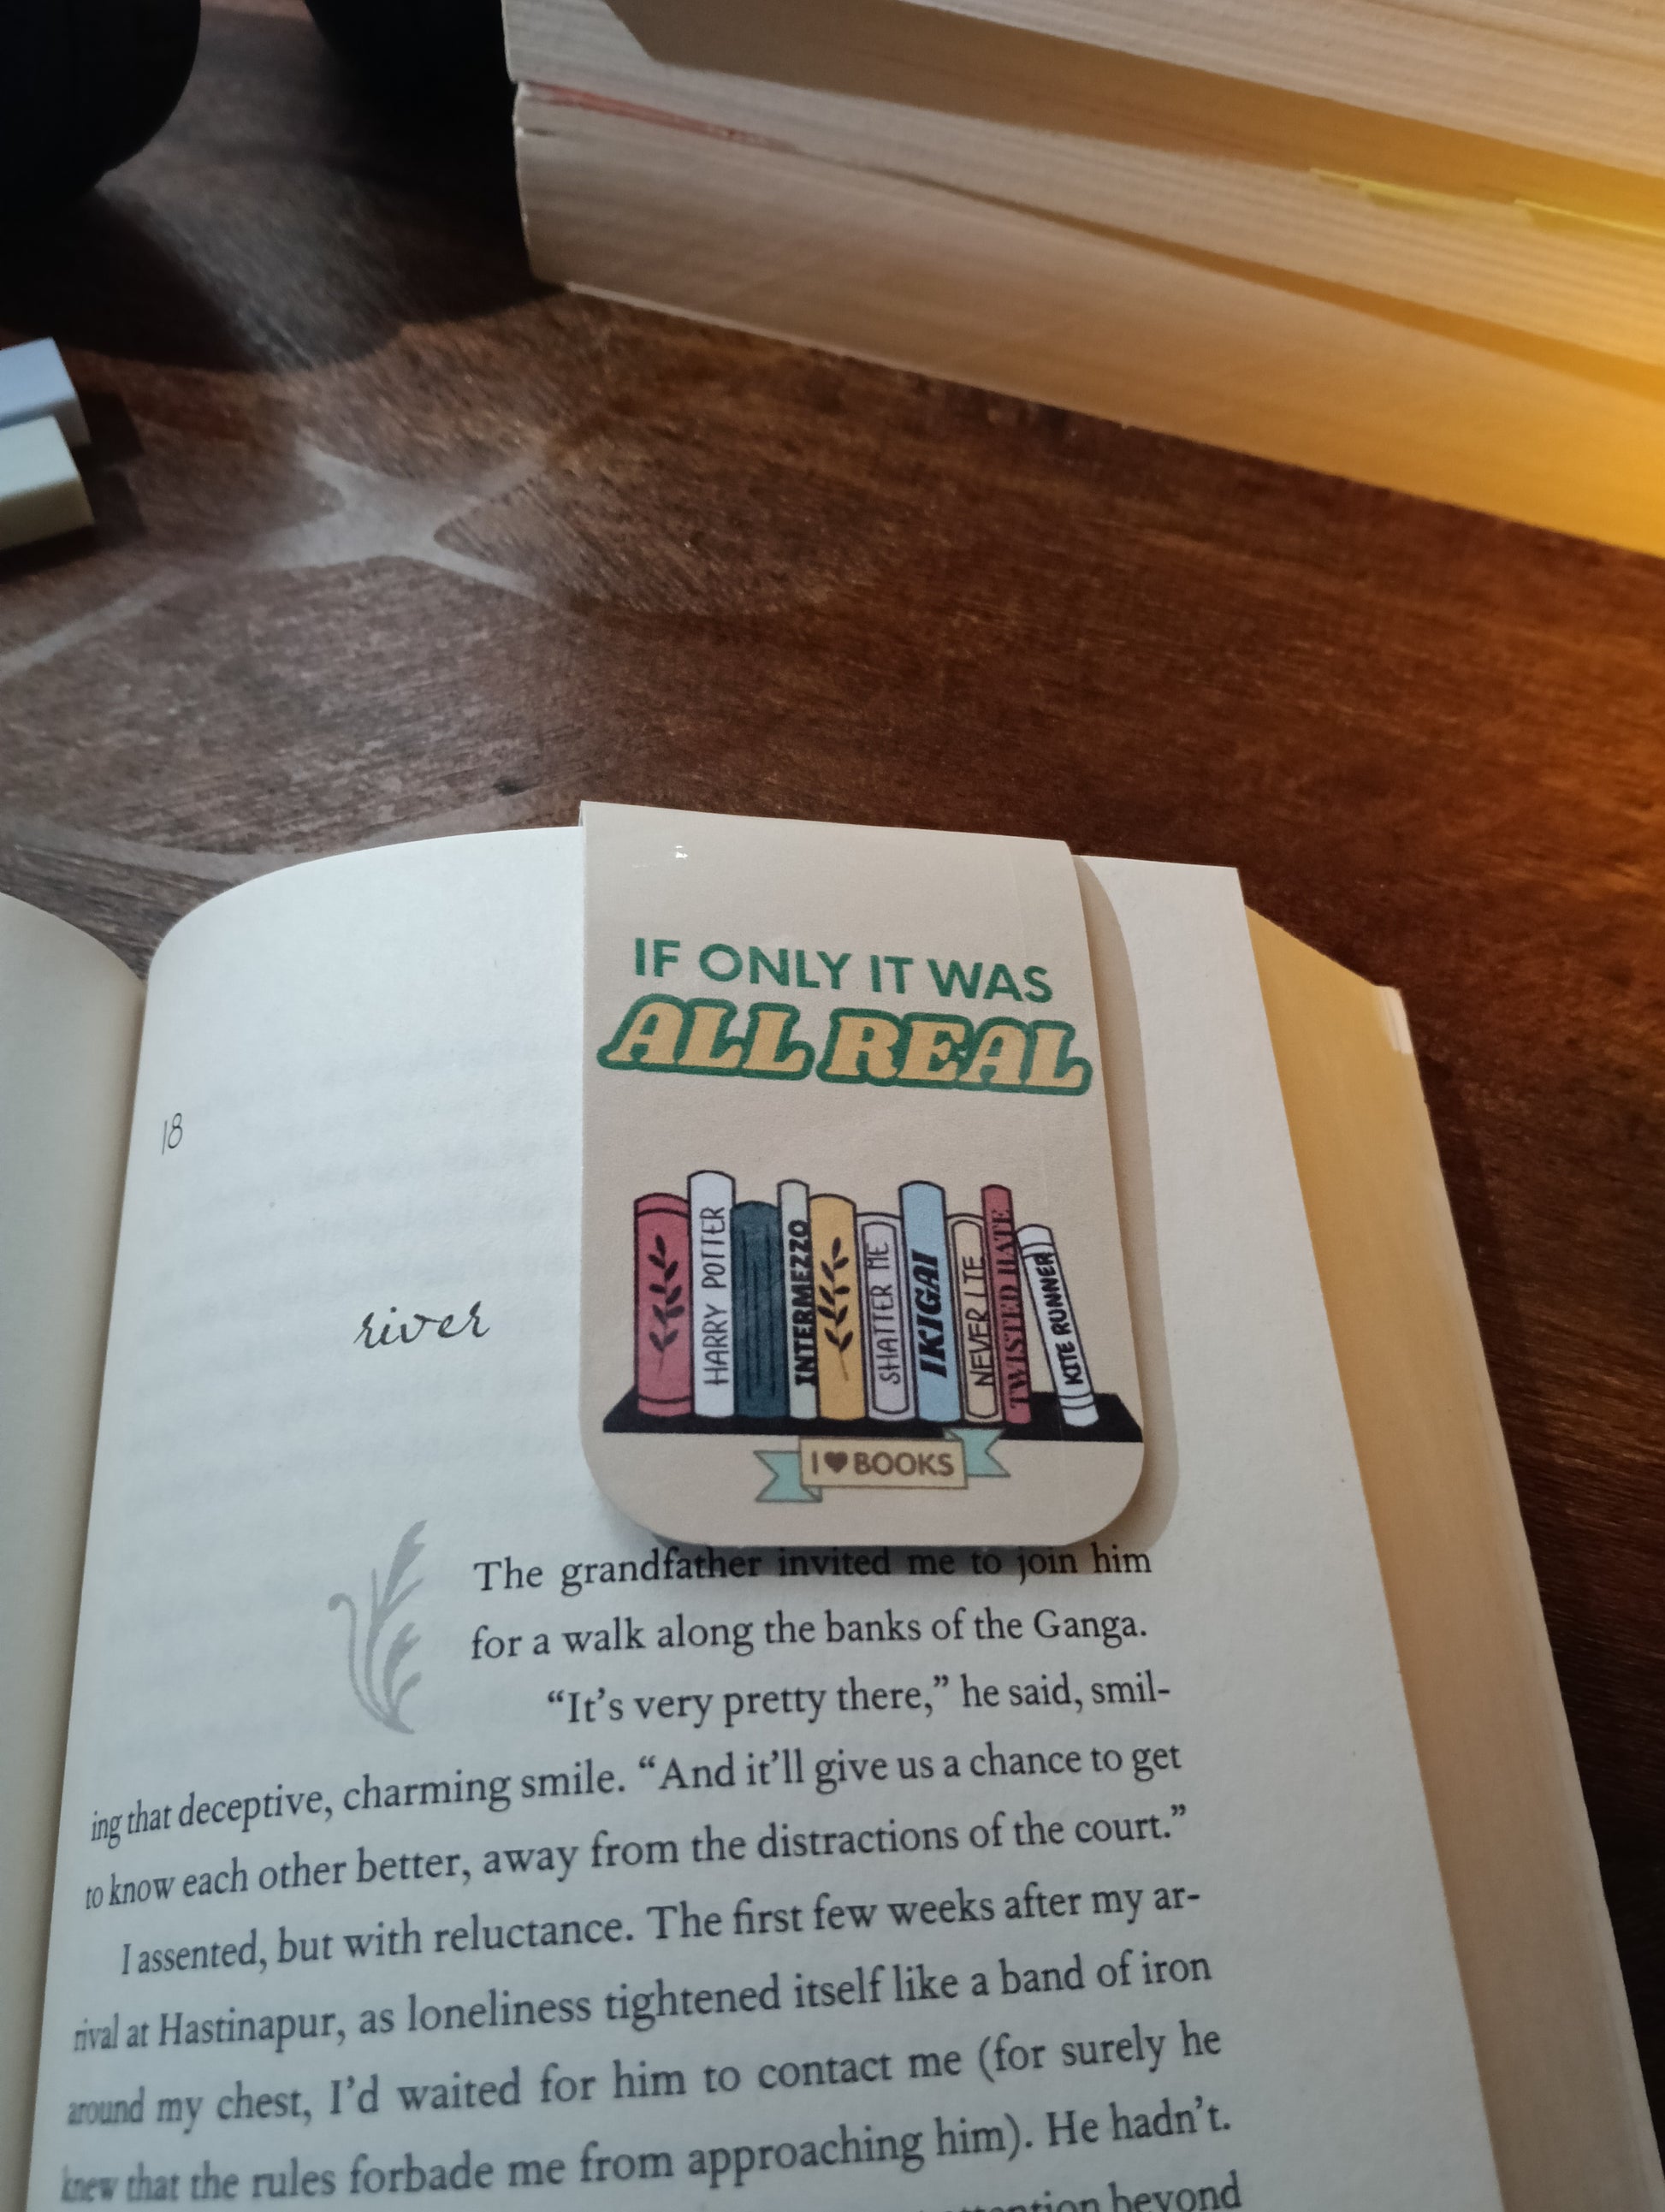 IF ONLY IT WAS
ALL REAL
HARRY POTTER
INTERMEZZO
SHATTER ME
IKIGAI
NEVER LIE
TWISTED HATE
KITE RUNNER
I ♥ BOOKS
18
river
The grandfather invited me to join him
for a walk along the banks of the Ganga.
“It’s very pretty there,” he said, smil-
ing that deceptive, charming smile. “And it’ll give us a chance to get
to know each other better, away from the distractions of the court.”
I assented, but with reluctance. The first few weeks after my ar-
rival at Hastinapur, as loneliness tightened itself like a band of iron
around my chest, I’d waited for him to contact me (for surely he
knew that the rules forbade me from approaching him). He hadn’t.
beyond